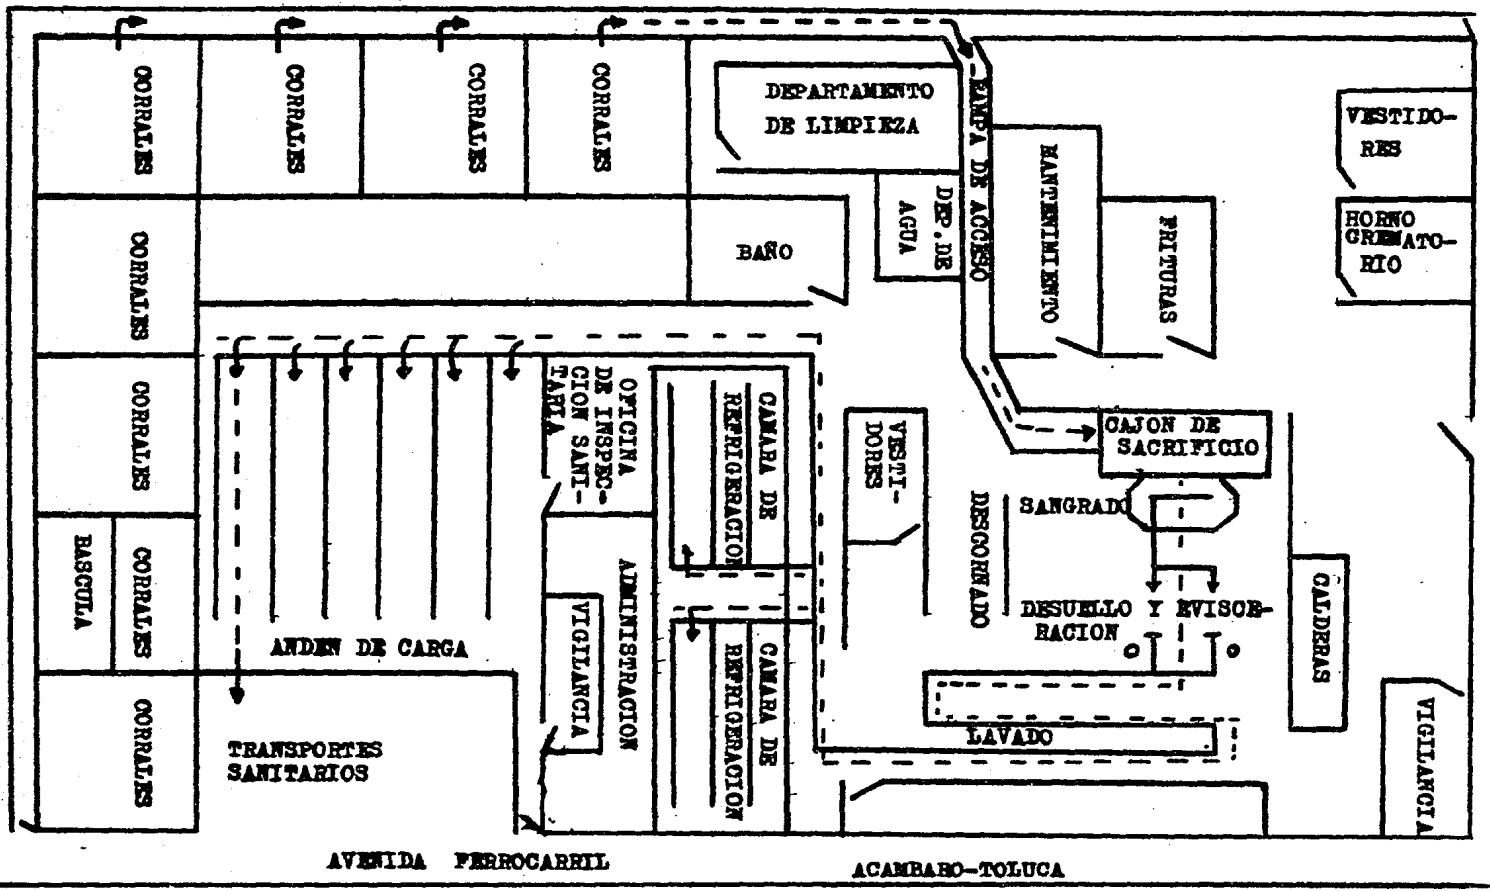 CORRALES
CORRALES
CORRALES
CORRALES
DEPARTAMENTO
DE LIMPIEZA
RAMPA DE ACCESO
DEP. DE
AGUA
BAÑO
MANTENIMIENTO
FRITURAS
VESTIDO-
RES
HORNO
CREMATO-
RIO
CORRALES
CORRALES
BASCULA
CORRALES
CORRALES
OFICINA
DE INSPEC-
CION SANI-
TARIA
CAMARA DE
REFRIGERACION
VESTI-
DORES
CAJON DE
SACRIFICIO
SANGRADO
DESCORNADO
DESUELLO Y EVISCE-
RACION
CALDERAS
ANDEN DE CARGA
VIGILANCIA
ADMINISTRACION
CAMARA DE
REFRIGERACION
LAVADO
VIGILANCIA
TRANSPORTES
SANITARIOS
AVENIDA FERROCARRIL
ACAMBARO-TOLUCA